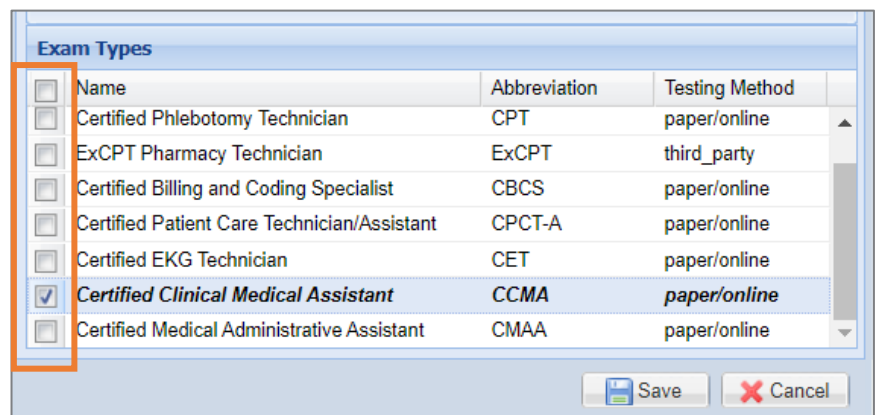 Exam Types
Name Abbreviation Testing Method
Certified Phlebotomy Technician CPT paper/online
ExCPT Pharmacy Technician ExCPT third_party
Certified Billing and Coding Specialist CBCS paper/online
Certified Patient Care Technician/Assistant CPCT-A paper/online
Certified EKG Technician CET paper/online
Certified Clinical Medical Assistant CCMA paper/online
Certified Medical Administrative Assistant CMAA paper/online
Save Cancel